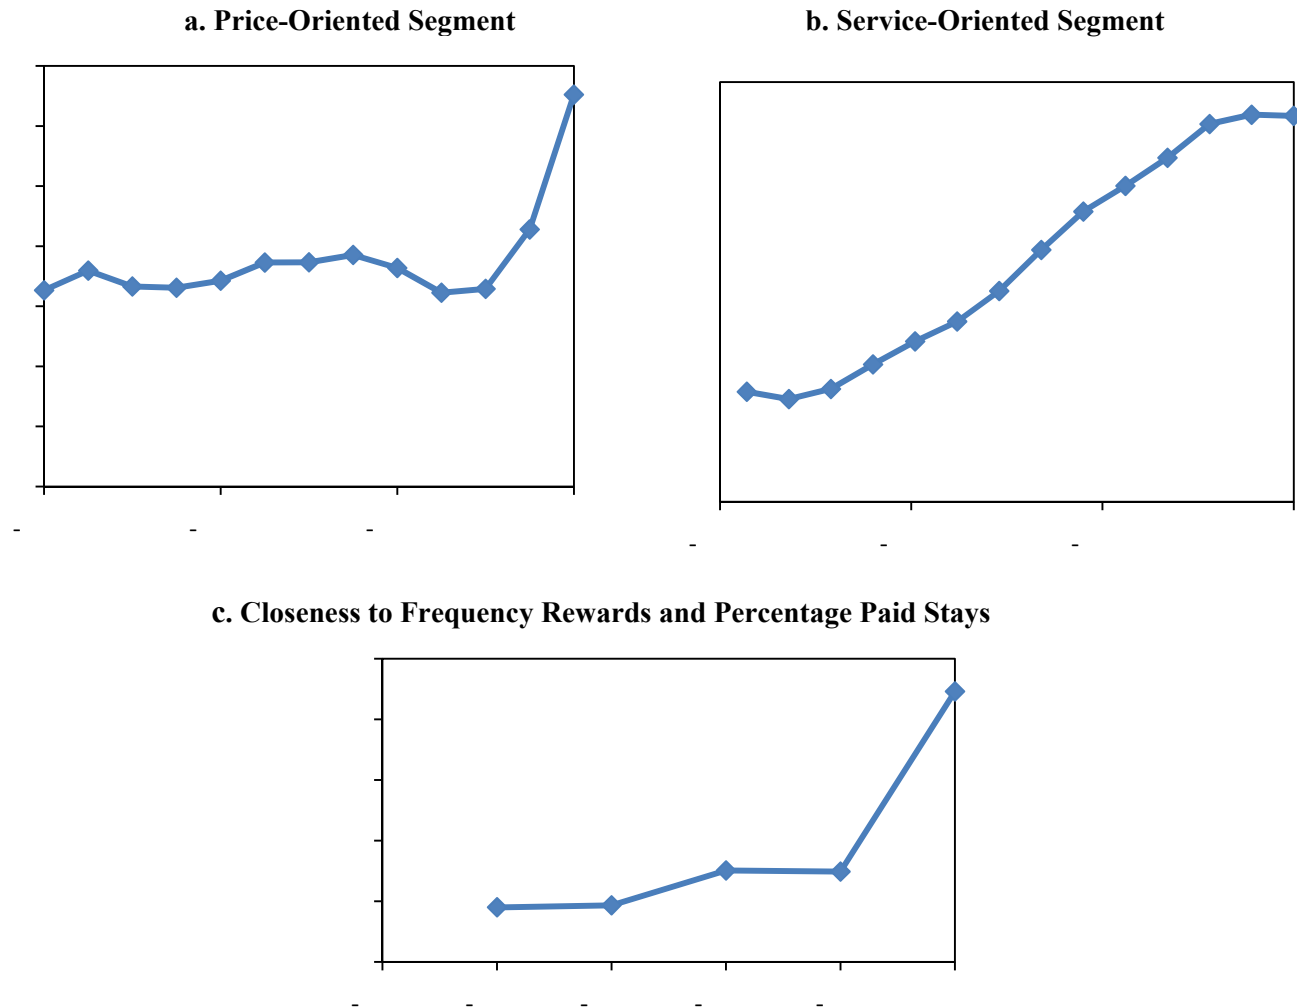 a. Price-Oriented Segment
b. Service-Oriented Segment
- - -
- - -
c. Closeness to Frequency Rewards and Percentage Paid Stays
- - - - -